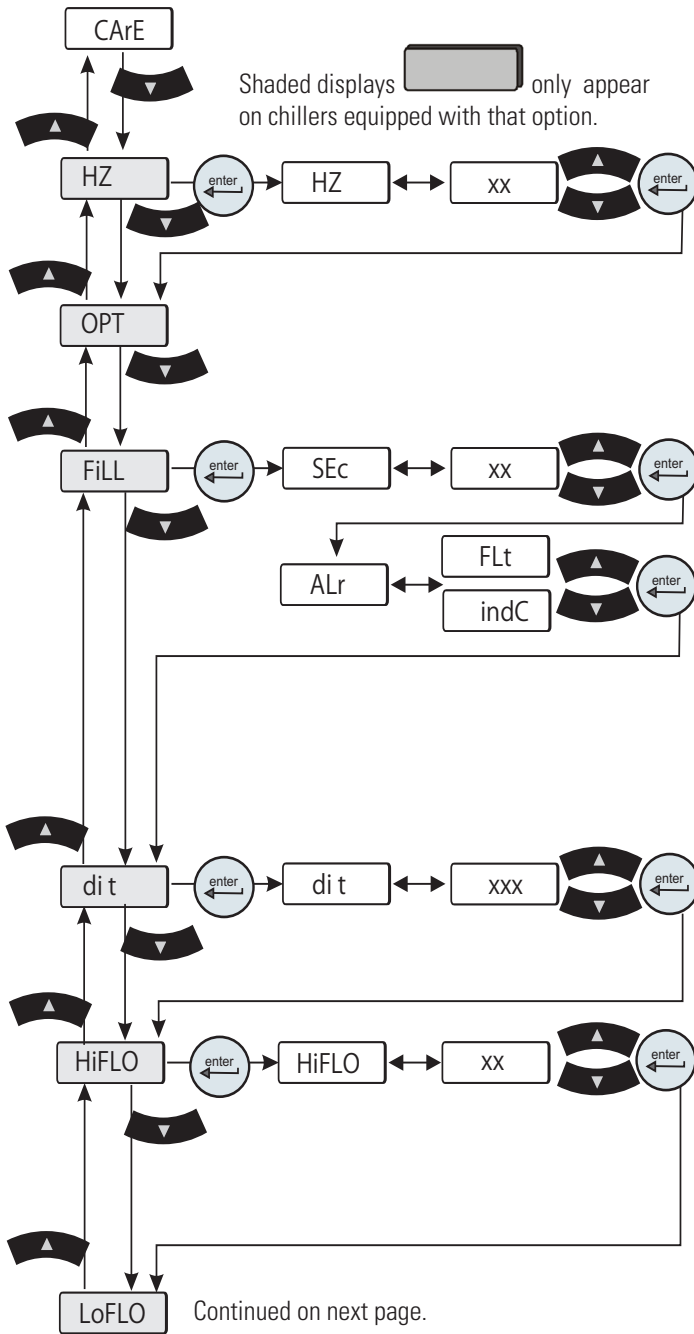 CArE
Shaded displays only appear
on chillers equipped with that option.
HZ enter HZ xx enter
OPT
FiLL enter SEc xx enter
FLt
ALr enter
indC
di t enter di t xxx enter
HiFLO enter HiFLO xx enter
LoFLO Continued on next page.